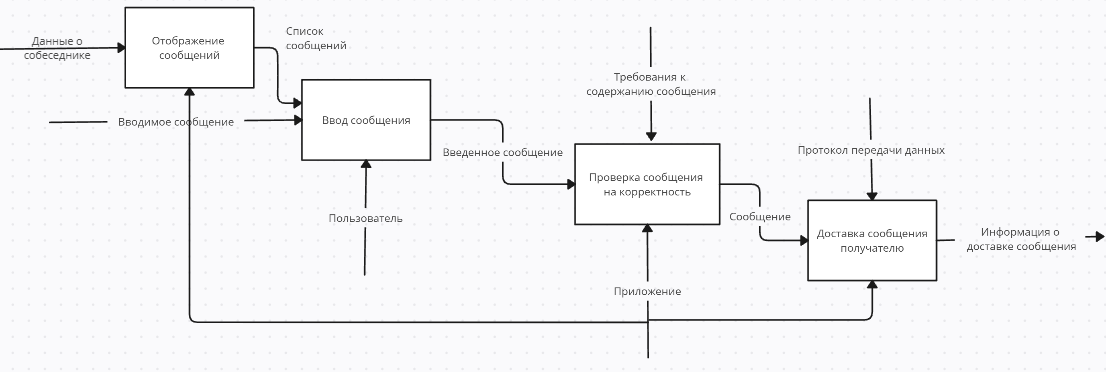 Данные о
собеседнике
Отображение
сообщений
Список
сообщений
Вводимое сообщение
Ввод сообщения
Пользователь
Введенное сообщение
Требования к
содержанию сообщения
Проверка сообщения
на корректность
Приложение
Сообщение
Протокол передачи данных
Доставка сообщения
получателю
Информация о
доставке сообщения